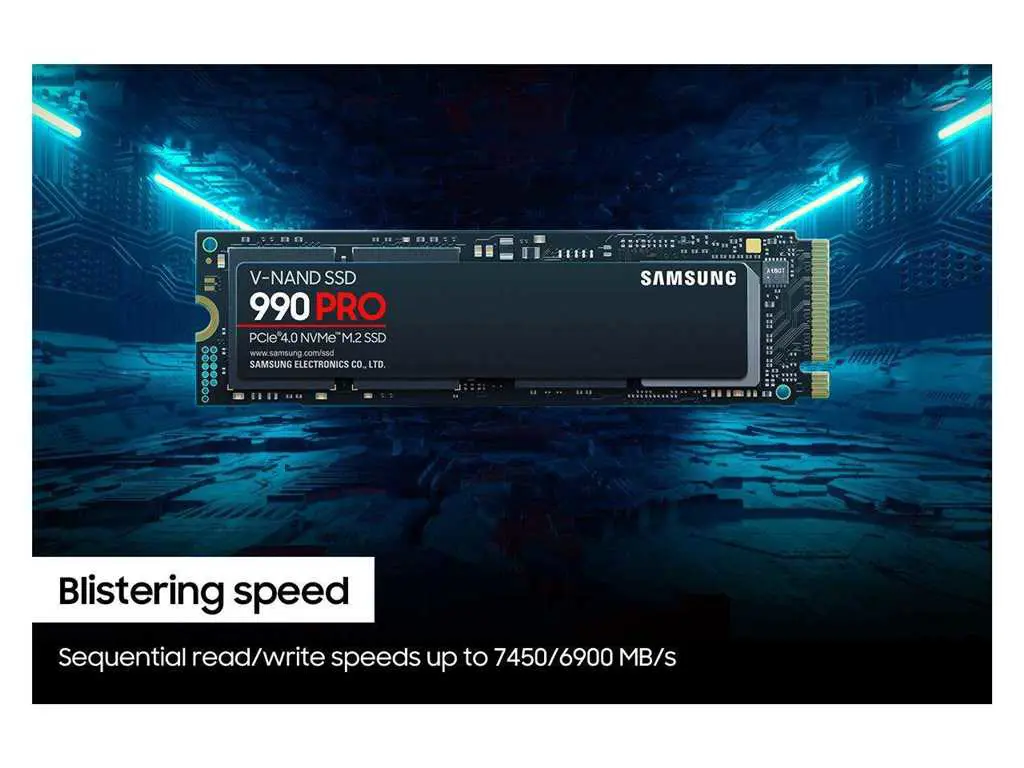 V-NAND SSD
990 PRO
PCIe®4.0 NVMe™ M.2 SSD
www.samsung.com/ssd
SAMSUNG ELECTRONICS CO., LTD.
SAMSUNG
Blistering speed
Sequential read/write speeds up to 7450/6900 MB/s